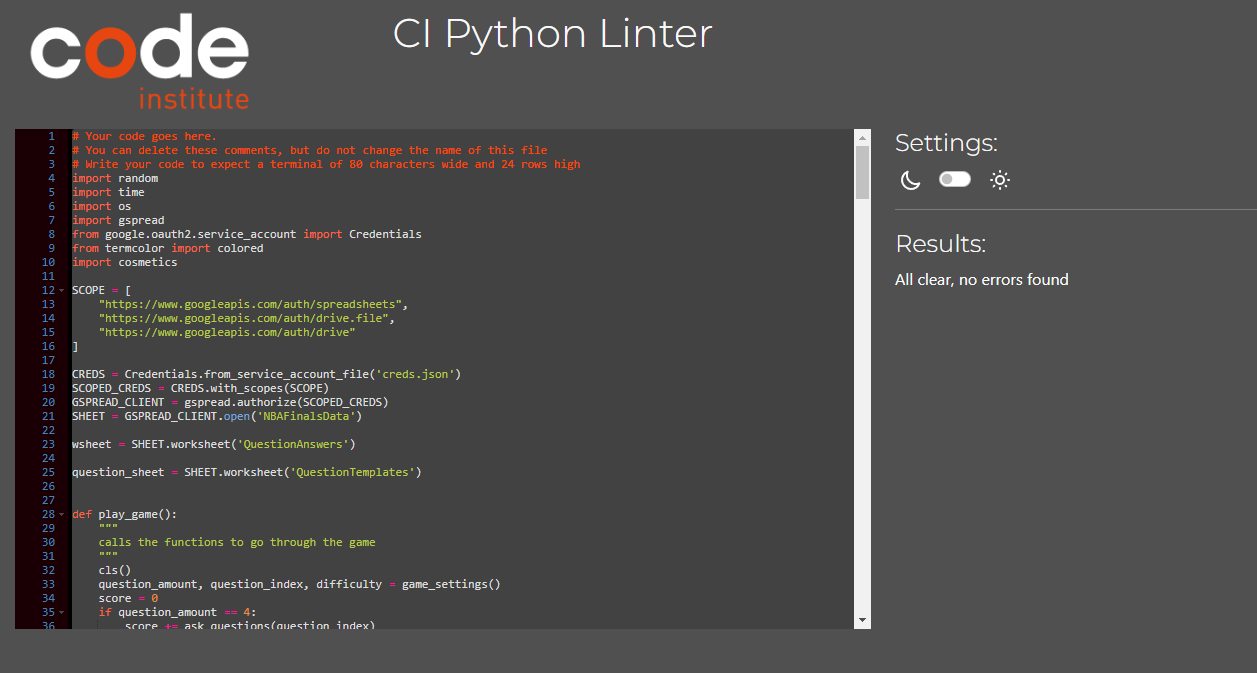 code
institute
CI Python Linter
1 # Your code goes here.
2 # You can delete these comments, but do not change the name of this file
3 # Write your code to expect a terminal of 80 characters wide and 24 rows high
4 import random
5 import time
6 import os
7 import gspread
8 from google.oauth2.service_account import Credentials
9 from termcolor import colored
10 import cosmetics
11
12 SCOPE = [
13     "https://www.googleapis.com/auth/spreadsheets",
14     "https://www.googleapis.com/auth/drive.file",
15     "https://www.googleapis.com/auth/drive"
16 ]
17
18 CREDS = Credentials.from_service_account_file('creds.json')
19 SCOPED_CREDS = CREDS.with_scopes(SCOPE)
20 GSPREAD_CLIENT = gspread.authorize(SCOPED_CREDS)
21 SHEET = GSPREAD_CLIENT.open('NBAFinalsData')
22
23 wsheet = SHEET.worksheet('QuestionAnswers')
24
25 question_sheet = SHEET.worksheet('QuestionTemplates')
26
27
28 def play_game():
29     """
30     calls the functions to go through the game
31     """
32     cls()
33     question_amount, question_index, difficulty = game_settings()
34     score = 0
35     if question_amount == 4:
36         score += ask_questions(question_index)
Settings:
Results:
All clear, no errors found